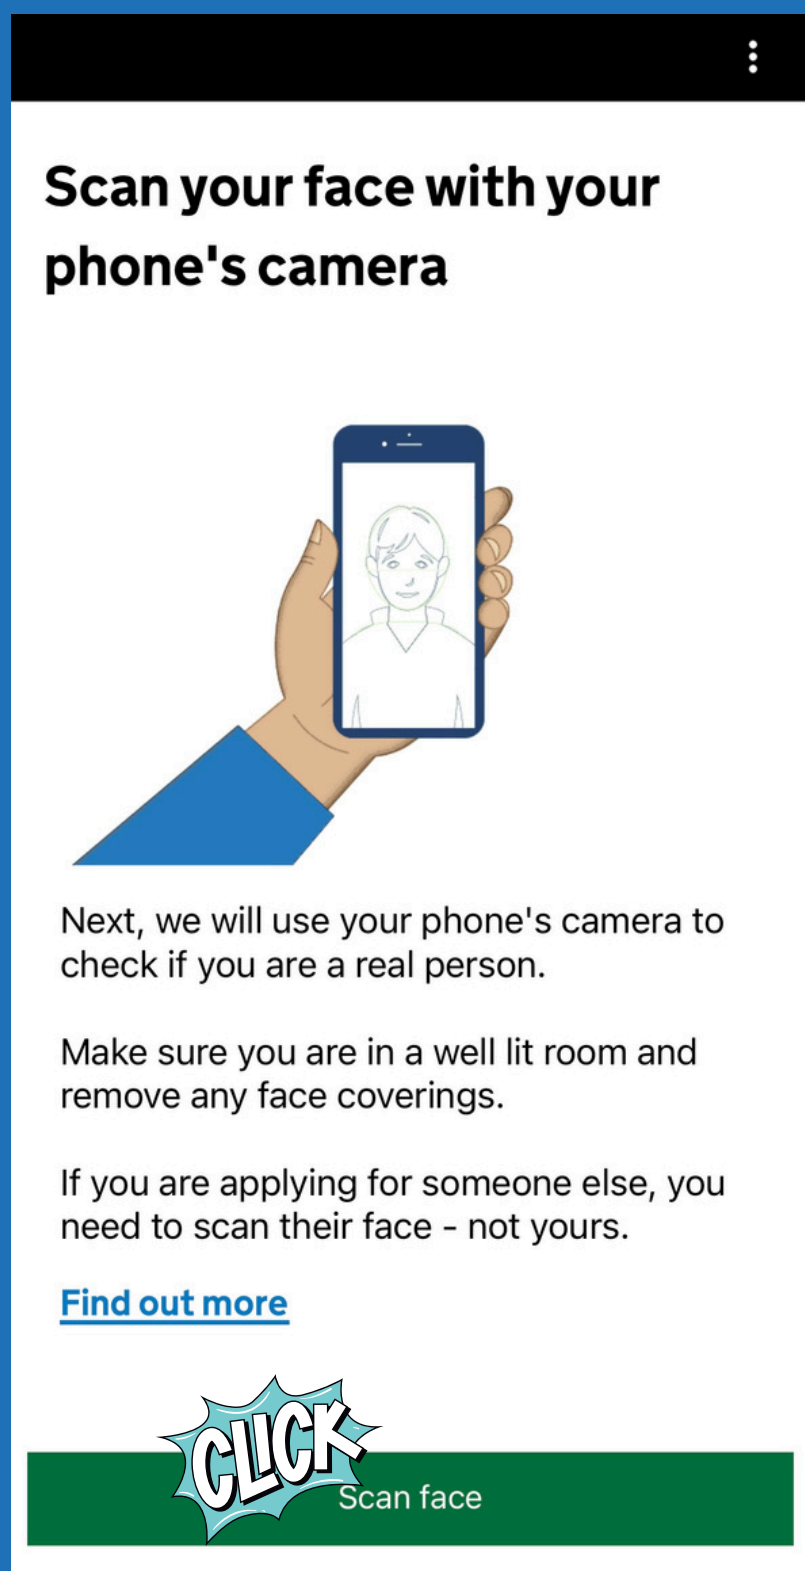 Scan your face with your
phone's camera
Next, we will use your phone's camera to
check if you are a real person.
Make sure you are in a well lit room and
remove any face coverings.
If you are applying for someone else, you
need to scan their face - not yours.
Find out more
CLICK
Scan face